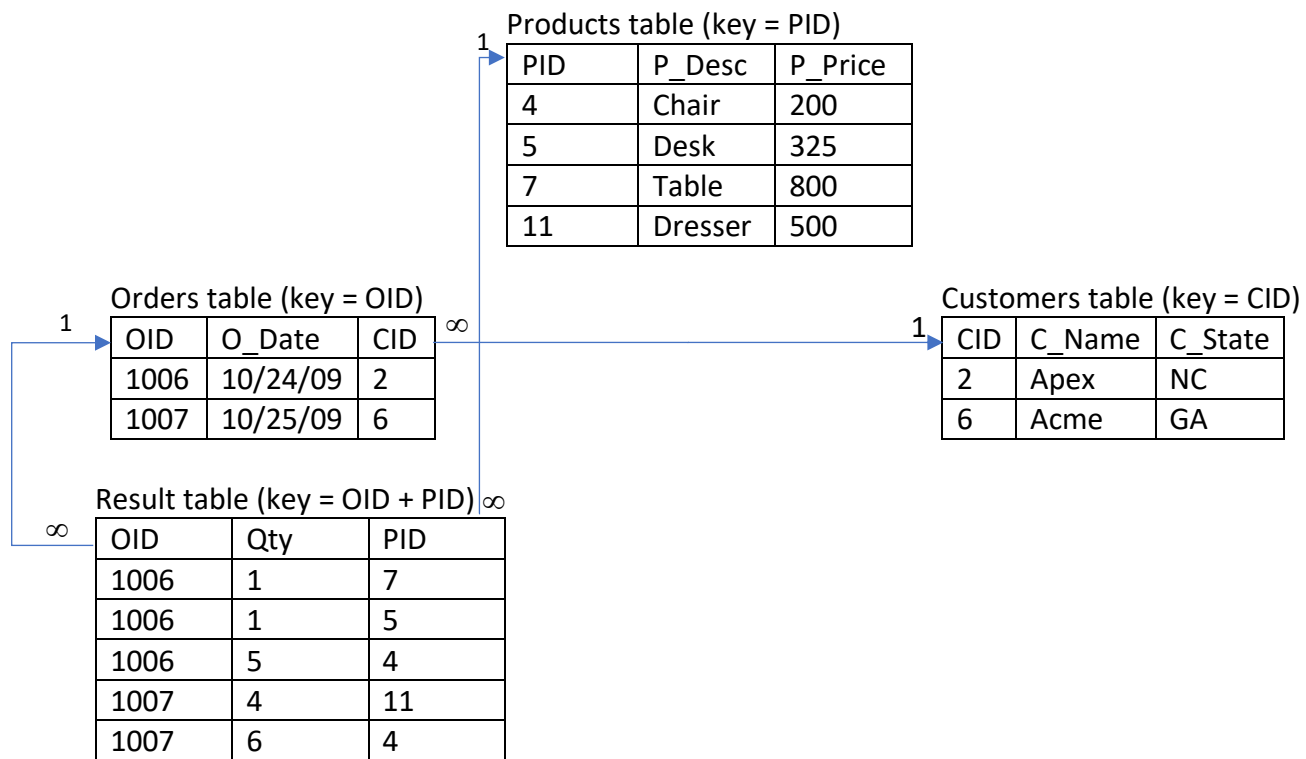 Products table (key = PID)
1
PID P_Desc P_Price
4 Chair 200
5 Desk 325
7 Table 800
11 Dresser 500
Orders table (key = OID)
1
OID O_Date CID
∞
1006 10/24/09 2
1007 10/25/09 6
Customers table (key = CID)
1
CID C_Name C_State
2 Apex NC
6 Acme GA
Result table (key = OID + PID)
∞
∞
OID Qty PID
1006 1 7
1006 1 5
1006 5 4
1007 4 11
1007 6 4